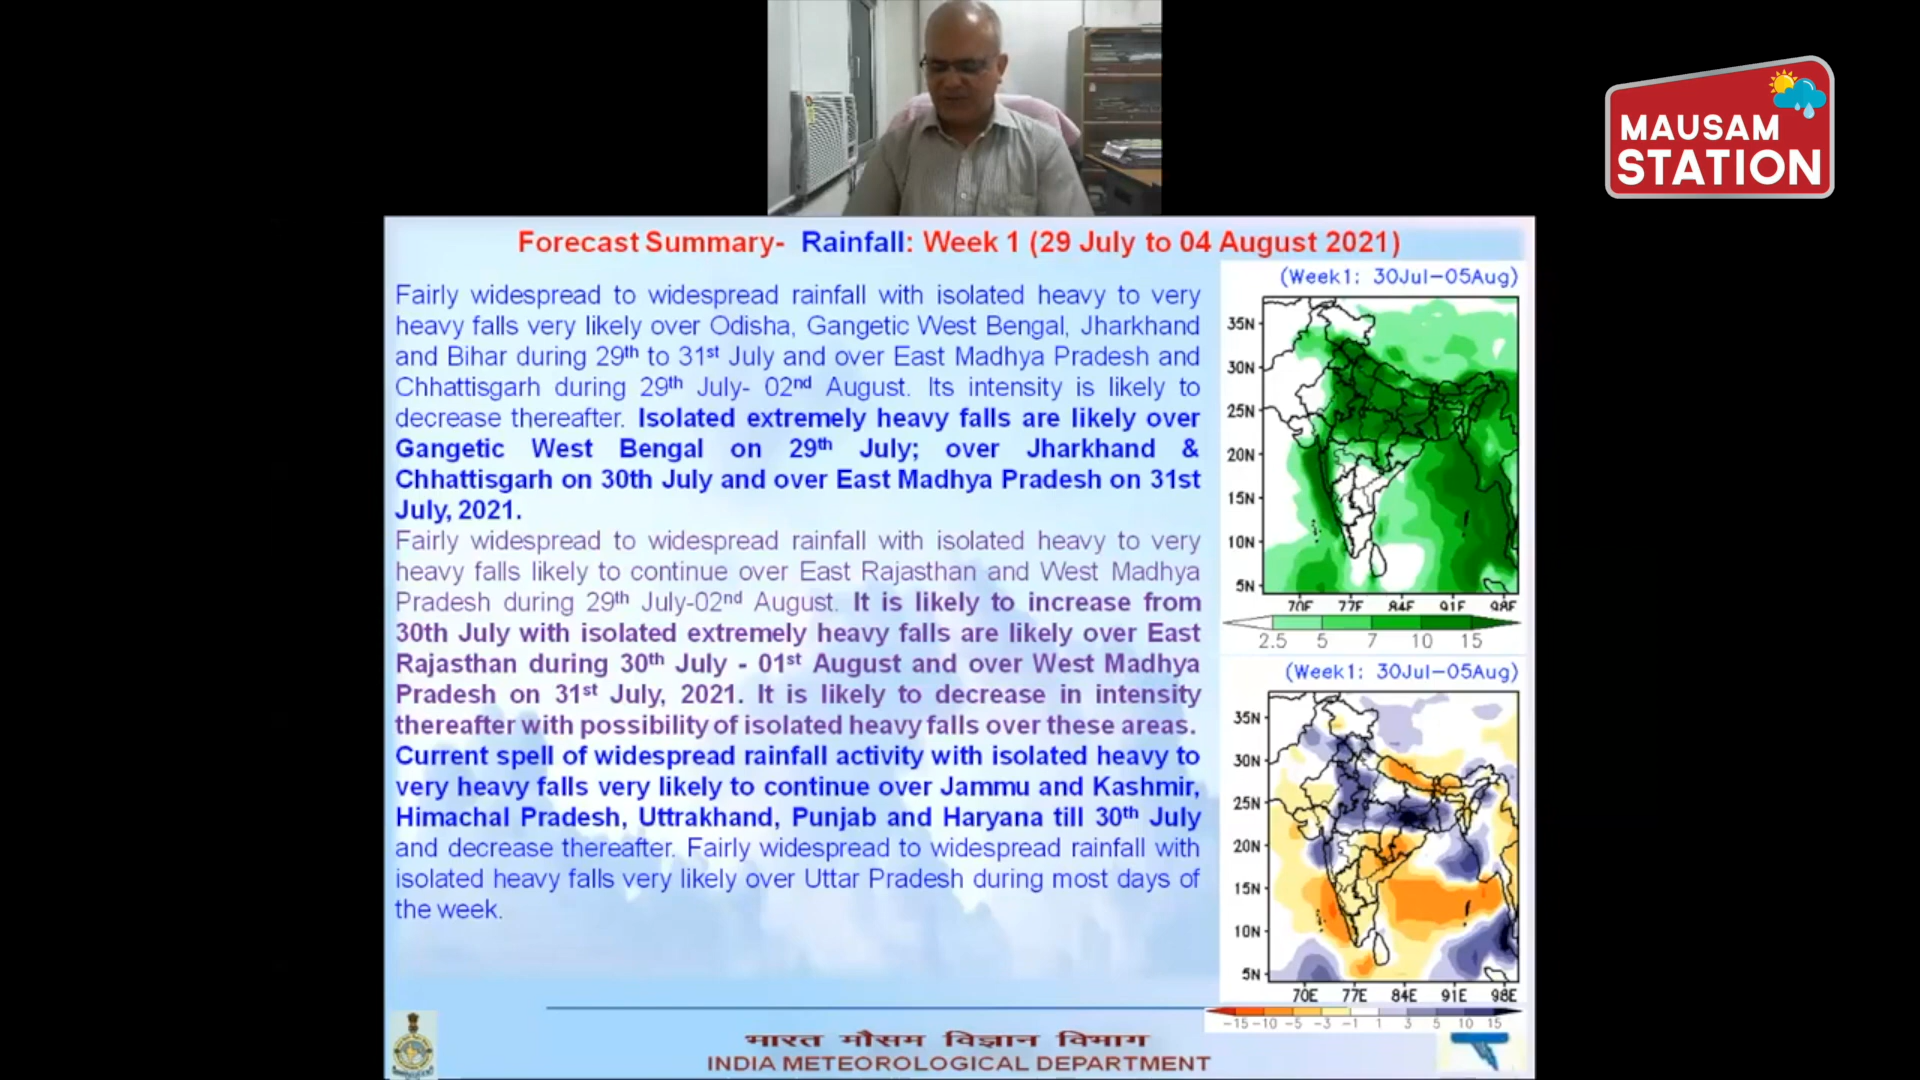 MAUSAM
STATION
Forecast Summary- Rainfall: Week 1 (29 July to 04 August 2021)
Fairly widespread to widespread rainfall with isolated heavy to very
heavy falls very likely over Odisha, Gangetic West Bengal, Jharkhand
and Bihar during 29th to 31st July and over East Madhya Pradesh and
Chhattisgarh during 29th July- 02nd August. Its intensity is likely to
decrease thereafter. Isolated extremely heavy falls are likely over
Gangetic West Bengal on 29th July; over Jharkhand &
Chhattisgarh on 30th July and over East Madhya Pradesh on 31st
July, 2021.
Fairly widespread to widespread rainfall with isolated heavy to very
heavy falls likely to continue over East Rajasthan and West Madhya
Pradesh during 29th July-02nd August. It is likely to increase from
30th July with isolated extremely heavy falls are likely over East
Rajasthan during 30th July - 01st August and over West Madhya
Pradesh on 31st July, 2021. It is likely to decrease in intensity
thereafter with possibility of isolated heavy falls over these areas.
Current spell of widespread rainfall activity with isolated heavy to
very heavy falls very likely to continue over Jammu and Kashmir,
Himachal Pradesh, Uttrakhand, Punjab and Haryana till 30th July
and decrease thereafter. Fairly widespread to widespread rainfall with
isolated heavy falls very likely over Uttar Pradesh during most days of
the week.
(Week1: 30Jul-05Aug)
35N
30N
25N
20N
15N
10N
5N
70E 77E 84E 91E 98E
2.5 5 7 10 15
(Week1: 30Jul-05Aug)
35N
30N
25N
20N
15N
10N
5N
70E 77E 84E 91E 98E
-15 -10 -5 -3 -1 1 3 5 10 15
भारत मौसम विज्ञान विभाग
INDIA METEOROLOGICAL DEPARTMENT